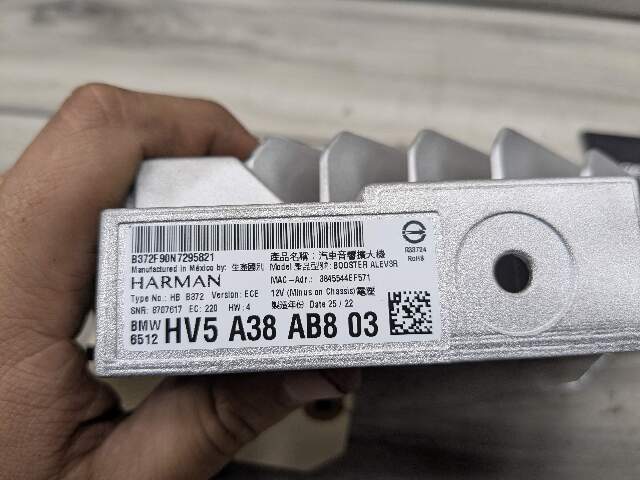 B372F90N7295821
Manufactured in México by: 生產國別
HARMAN
Type No.: HB B372 Version: ECE
SNR: 8707617 EC: 220 HW: 4
產品名稱：汽車音響擴大機
Model 產品型號: BOOSTER ALEV3R
MAC-Adr.: 3845544EF571
12V (Minus on Chassis) 電壓
製造年份 Date 25 / 22
BMW 6512 HV5 A38 AB8 03
R33724
RoHS